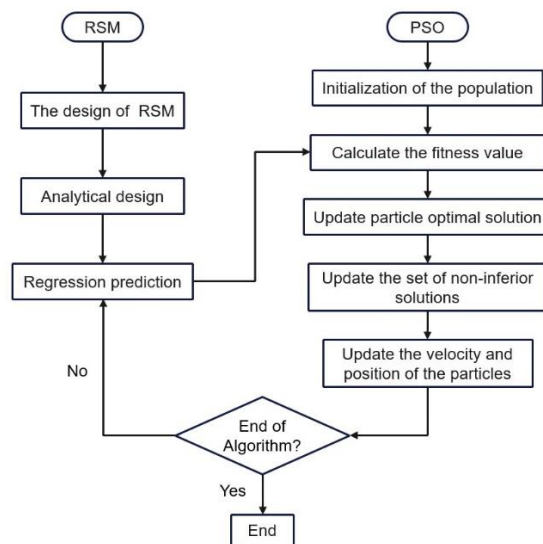 RSM
The design of RSM
Analytical design
Regression prediction
No
PSO
Initialization of the population
Calculate the fitness value
Update particle optimal solution
Update the set of non-inferior
solutions
Update the velocity and
position of the particles
End of
Algorithm?
Yes
End